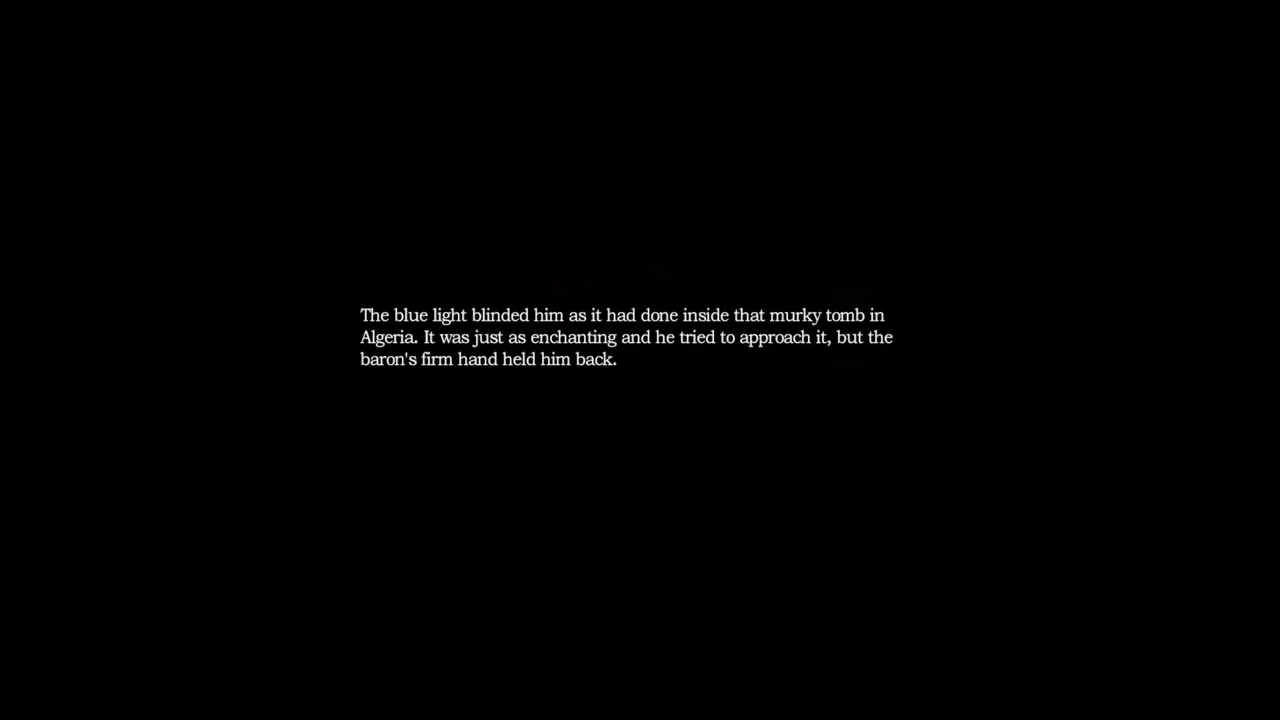 The blue light blinded him as it had done inside that murky tomb in
Algeria. It was just as enchanting and he tried to approach it, but the
baron's firm hand held him back.